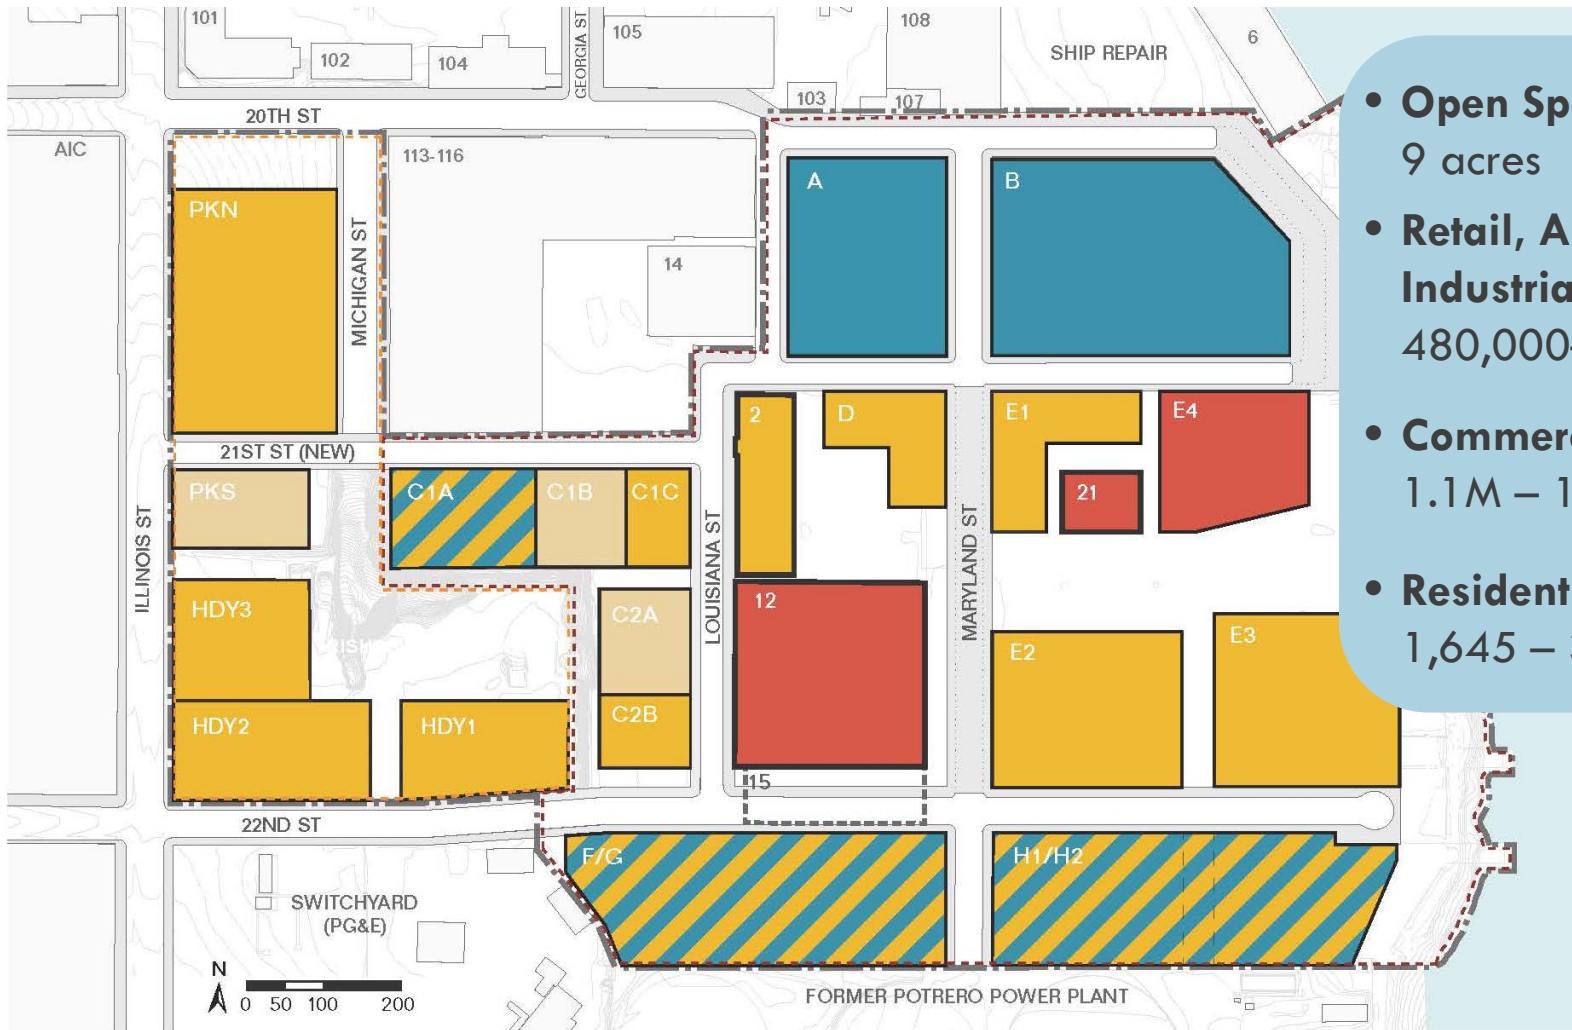 101
102
104
GEORGIA ST
105
108
103
107
SHIP REPAIR
6
20TH ST
AIC
113-116
14
PKN
MICHIGAN ST
A
B
21ST ST (NEW)
PKS
C1A
C1B
C1C
2
D
E1
E4
21
ILLINOIS ST
LOUISIANA ST
MARYLAND ST
HDY3
C2A
12
E2
E3
HDY2
HDY1
C2B
15
22ND ST
F/G
H1/H2
SWITCHYARD
(PG&E)
N
0 50 100 200
FORMER POTRERO POWER PLANT
• Open Sp
9 acres
• Retail, A
Industria
480,000
• Commer
1.1M – 1
• Resident
1,645 –